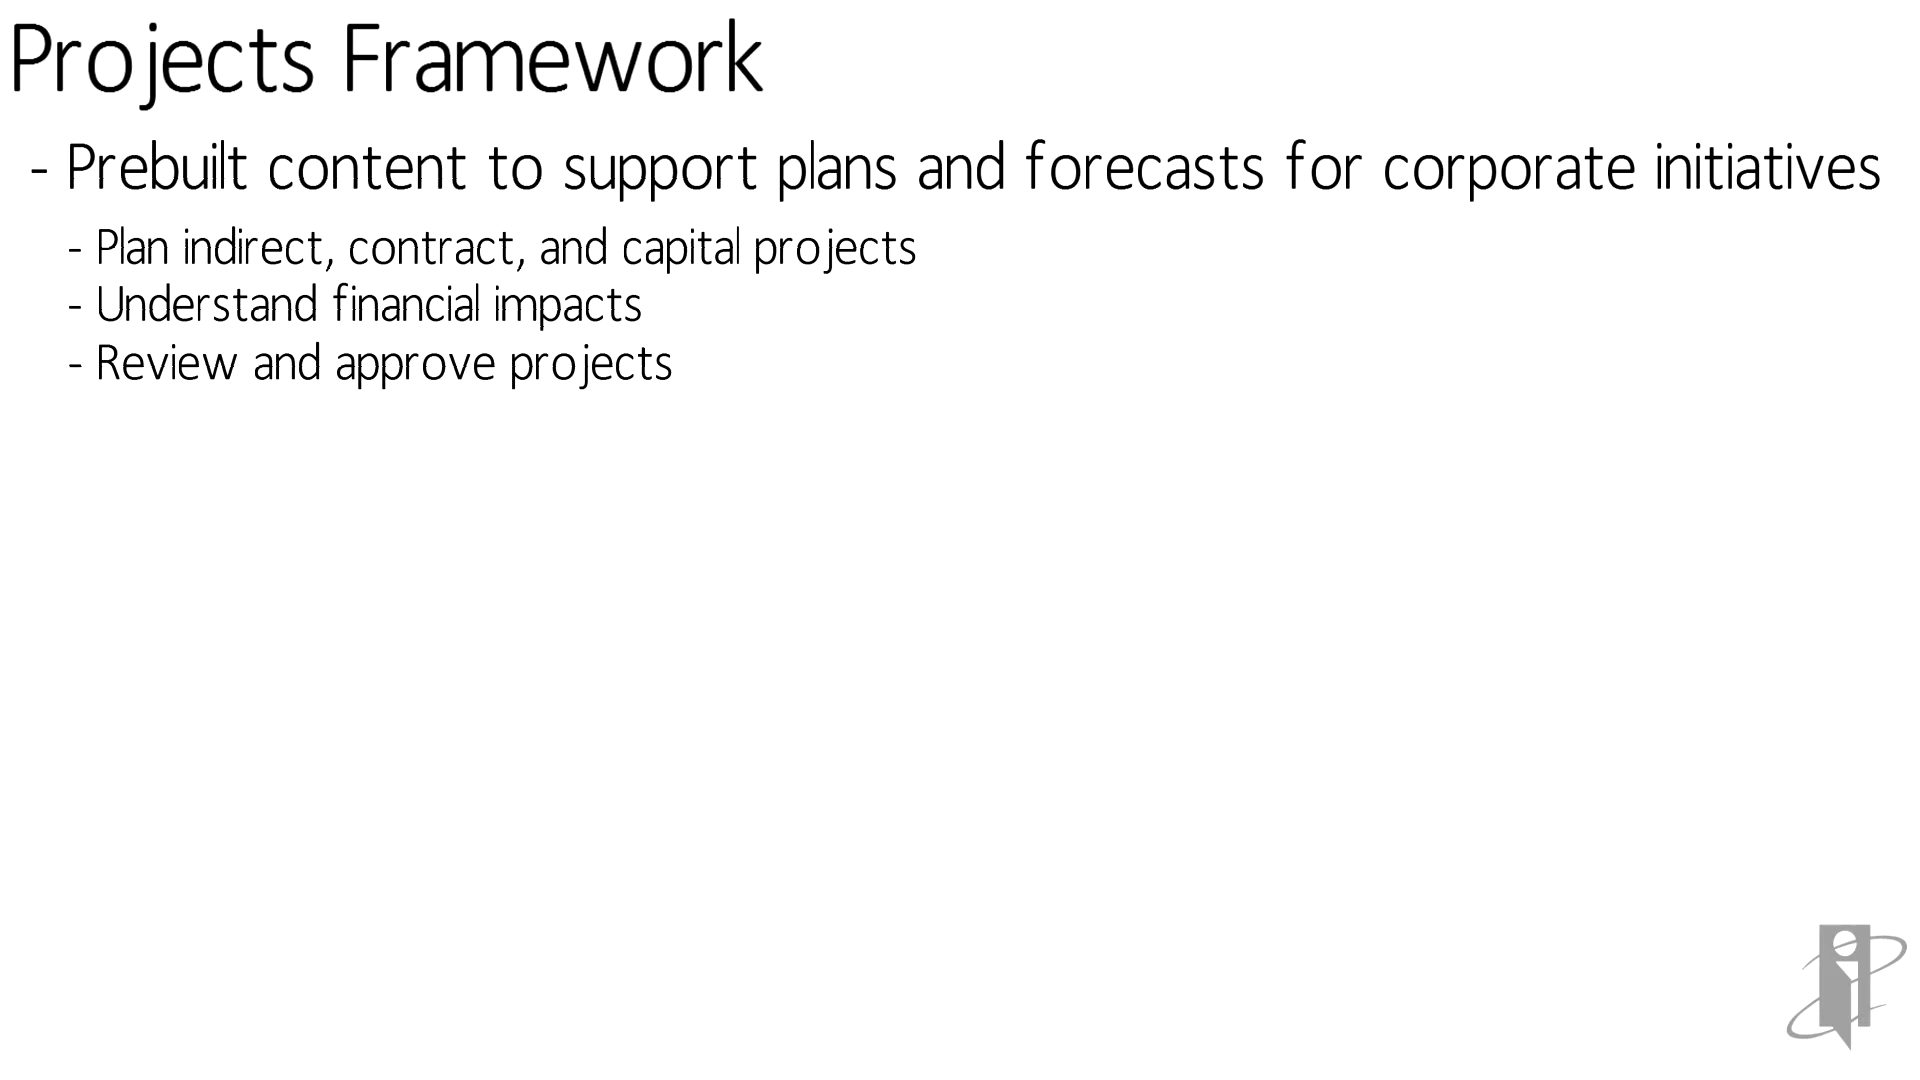 Projects Framework
- Prebuilt content to support plans and forecasts for corporate initiatives
- Plan indirect, contract, and capital projects
- Understand financial impacts
- Review and approve projects